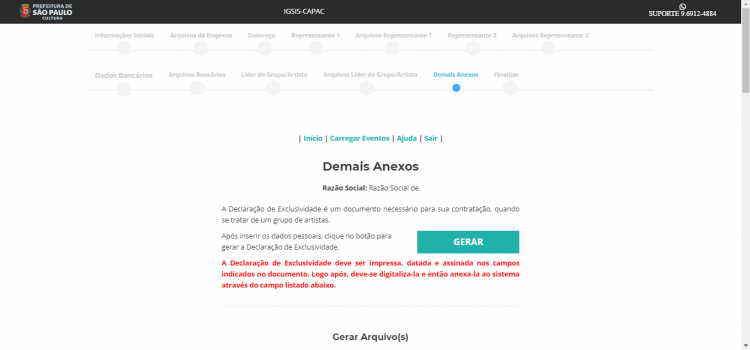 PREFEITURA DE
SÃO PAULO
CULTURA
IGSIS-CAPAC
SUPORTE 9.6912-4884
Informações Iniciais Arquivos da Empresa Endereço Representante 1 Arquivos Representante 1 Representante 2 Arquivos Representante 2
Dados Bancários Arquivos Bancários Líder do Grupo/Artista Arquivos Líder do Grupo/Artista Demais Anexos Finalizar
| Início | Carregar Eventos | Ajuda | Sair |
Demais Anexos
Razão Social: Razão Social de
A Declaração de Exclusividade é um documento necessário para sua contratação, quando
se tratar de um grupo de artistas.
Após inserir os dados pessoais, clique no botão para
gerar a Declaração de Exclusividade.
GERAR
A Declaração de Exclusividade deve ser impressa, datada e assinada nos campos
indicados no documento. Logo após, deve-se digitaliza-la e então anexa-la ao sistema
através do campo listado abaixo.
Gerar Arquivo(s)